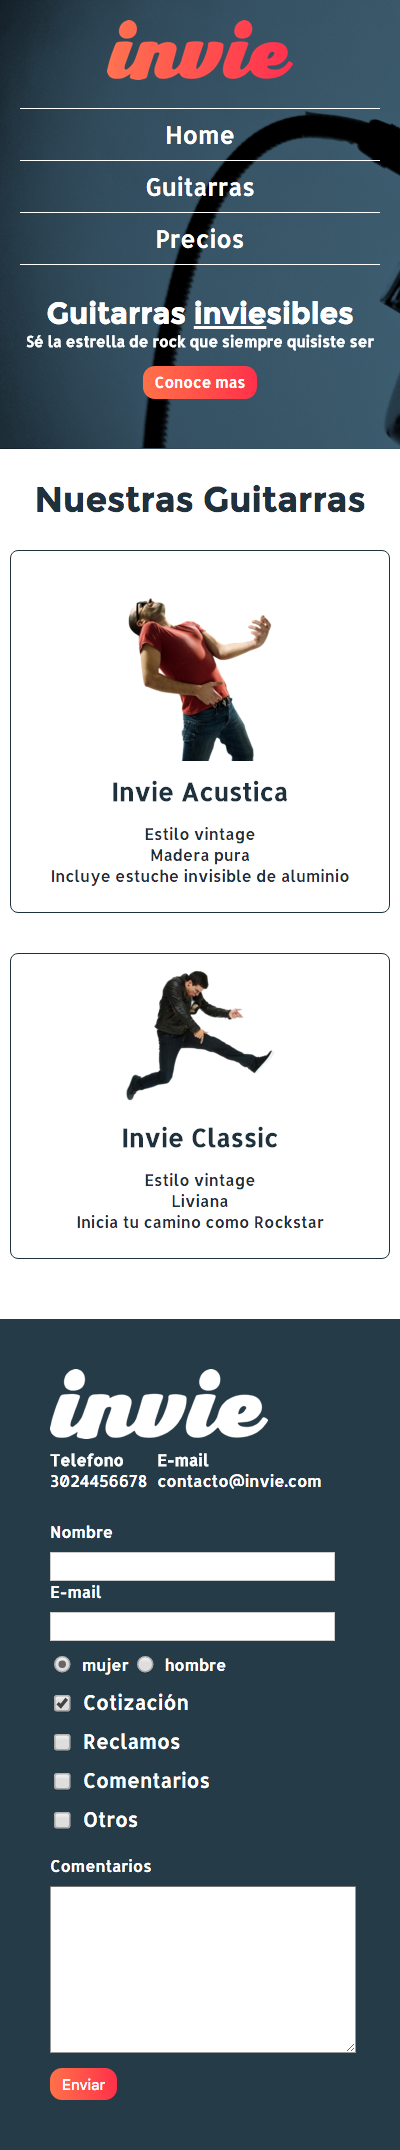 invie
Home
Guitarras
Precios
Guitarras inviesibles
Sé la estrella de rock que siempre quisiste ser
Conoce mas
Nuestras Guitarras
Invie Acustica
Estilo vintage
Madera pura
Incluye estuche invisible de aluminio
Invie Classic
Estilo vintage
Liviana
Inicia tu camino como Rockstar
invie
Telefono E-mail
3024456678 contacto@invie.com
Nombre
E-mail
mujer hombre
Cotización
Reclamos
Comentarios
Otros
Comentarios
Enviar